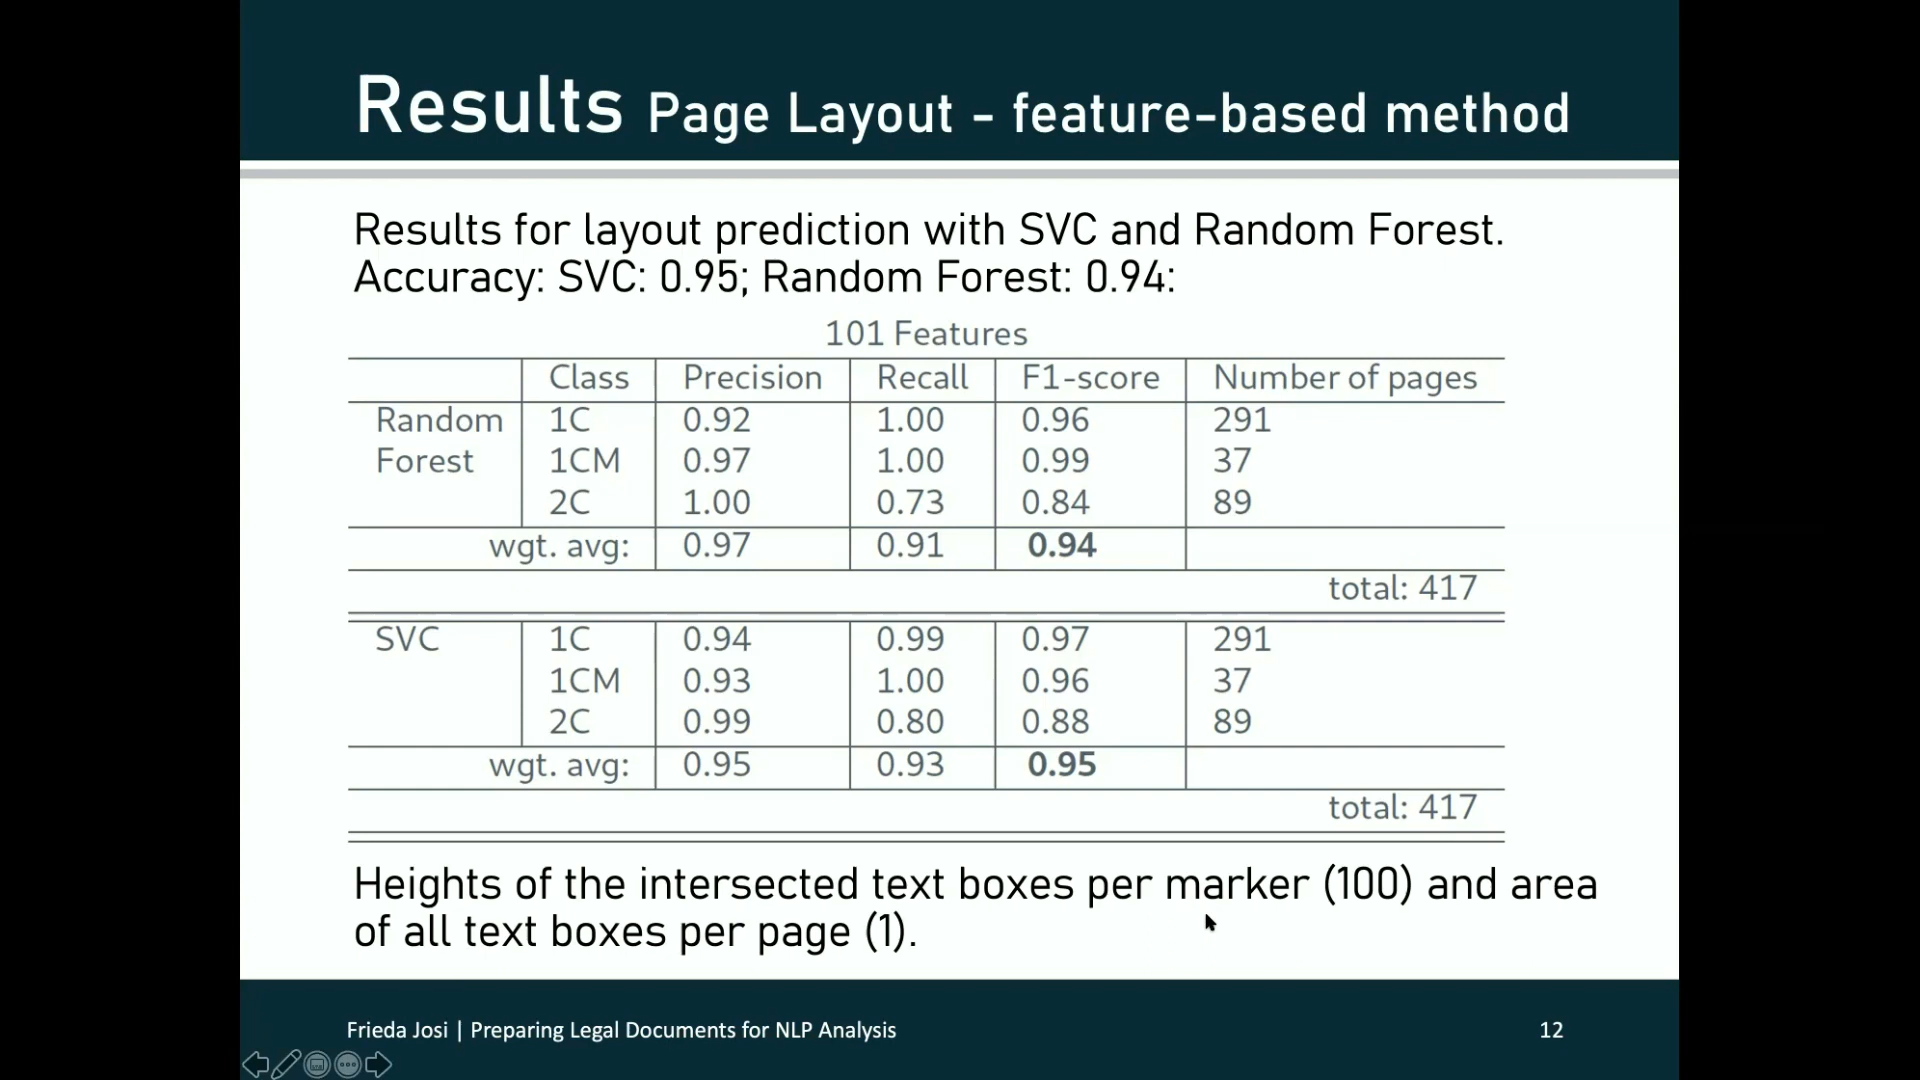 Results Page Layout - feature-based method
Results for layout prediction with SVC and Random Forest.
Accuracy: SVC: 0.95; Random Forest: 0.94:
101 Features
Class Precision Recall F1-score Number of pages
Random 1C 0.92 1.00 0.96 291
Forest 1CM 0.97 1.00 0.99 37
2C 1.00 0.73 0.84 89
wgt. avg: 0.97 0.91 0.94
total: 417
SVC 1C 0.94 0.99 0.97 291
1CM 0.93 1.00 0.96 37
2C 0.99 0.80 0.88 89
wgt. avg: 0.95 0.93 0.95
total: 417
Heights of the intersected text boxes per marker (100) and area
of all text boxes per page (1).
Frieda Josi | Preparing Legal Documents for NLP Analysis 12